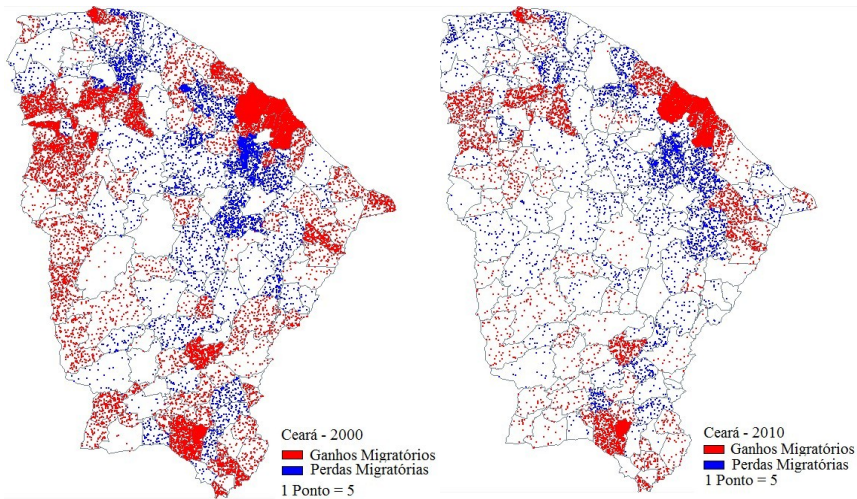 Ceará - 2000
Ganhos Migratórios
Perdas Migratórias
1 Ponto = 5
Ceará - 2010
Ganhos Migratórios
Perdas Migratórias
1 Ponto = 5